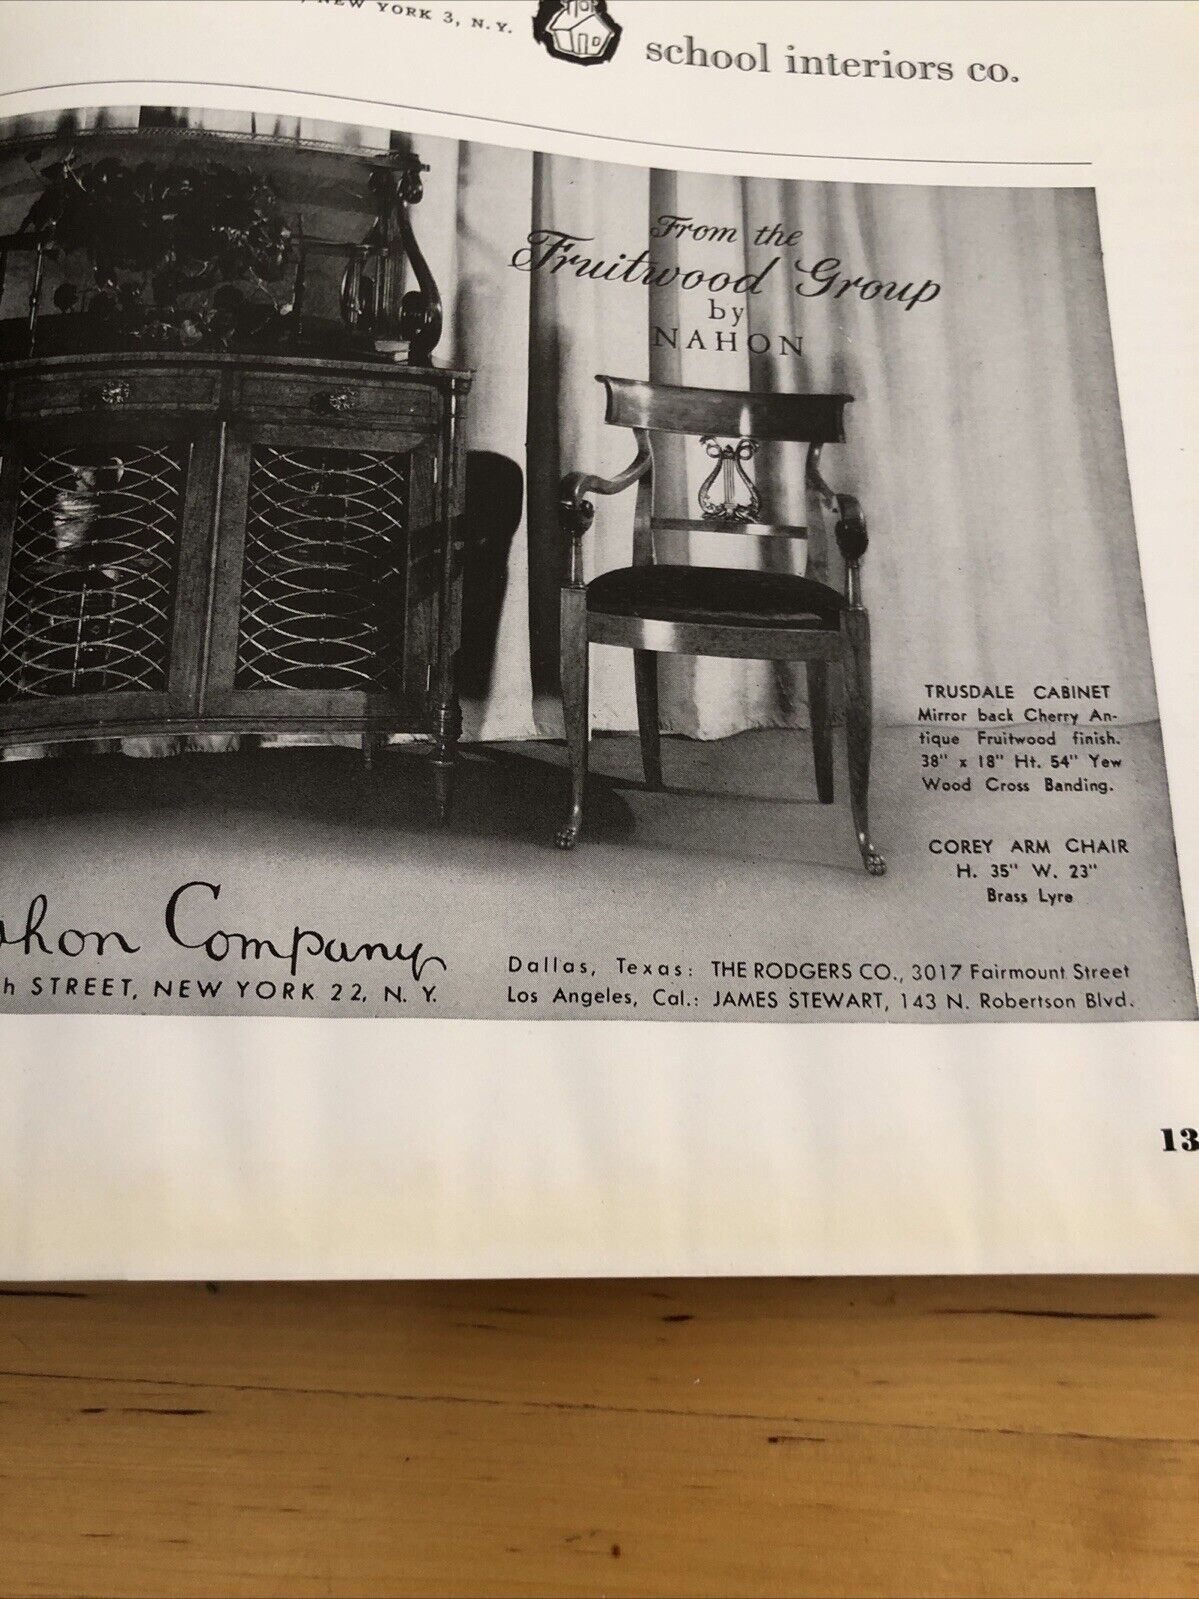 NEW YORK 3, N.Y.
school interiors co.
From the
Fruitwood Group
by
NAHON
TRUSDALE CABINET
Mirror back Cherry An-
tique Fruitwood finish.
38" x 18" Ht. 54" Yew
Wood Cross Banding.
COREY ARM CHAIR
H. 35" W. 23"
Brass Lyre
Company
STREET, NEW YORK 22, N. Y.
Dallas, Texas: THE RODGERS CO., 3017 Fairmount Street
Los Angeles, Cal.: JAMES STEWART, 143 N. Robertson Blvd.
13